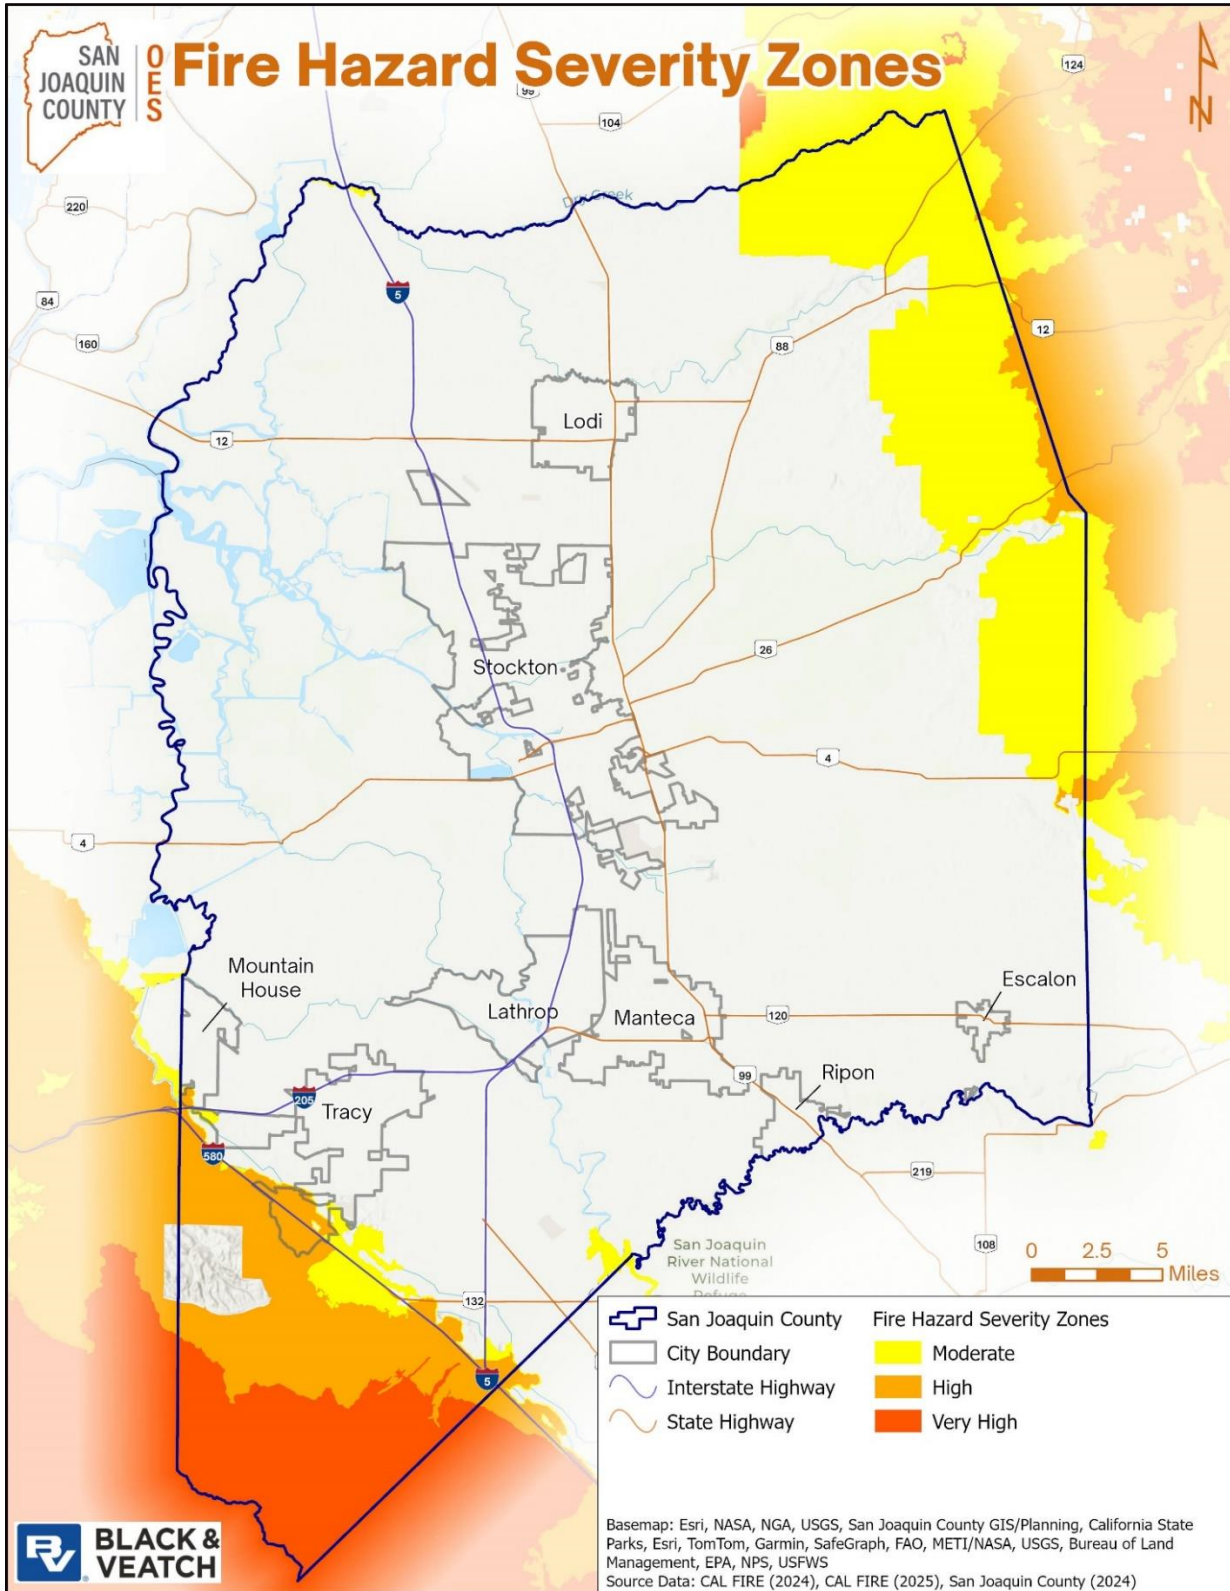 SAN
JOAQUIN
COUNTY
OES
Fire Hazard Severity Zones
N
99
104
124
Dry Creek
220
84
160
5
88
12
Lodi
12
Stockton
26
4
4
Mountain
House
Lathrop
Manteca
120
Escalon
99
Ripon
205
Tracy
580
219
San Joaquin
River National
Wildlife
Refuge
108
132
5
0 2.5 5
Miles
San Joaquin County
City Boundary
Interstate Highway
State Highway
Fire Hazard Severity Zones
Moderate
High
Very High
BV
BLACK &
VEATCH
Basemap: Esri, NASA, NGA, USGS, San Joaquin County GIS/Planning, California State
Parks, Esri, TomTom, Garmin, SafeGraph, FAO, METI/NASA, USGS, Bureau of Land
Management, EPA, NPS, USFWS
Source Data: CAL FIRE (2024), CAL FIRE (2025), San Joaquin County (2024)